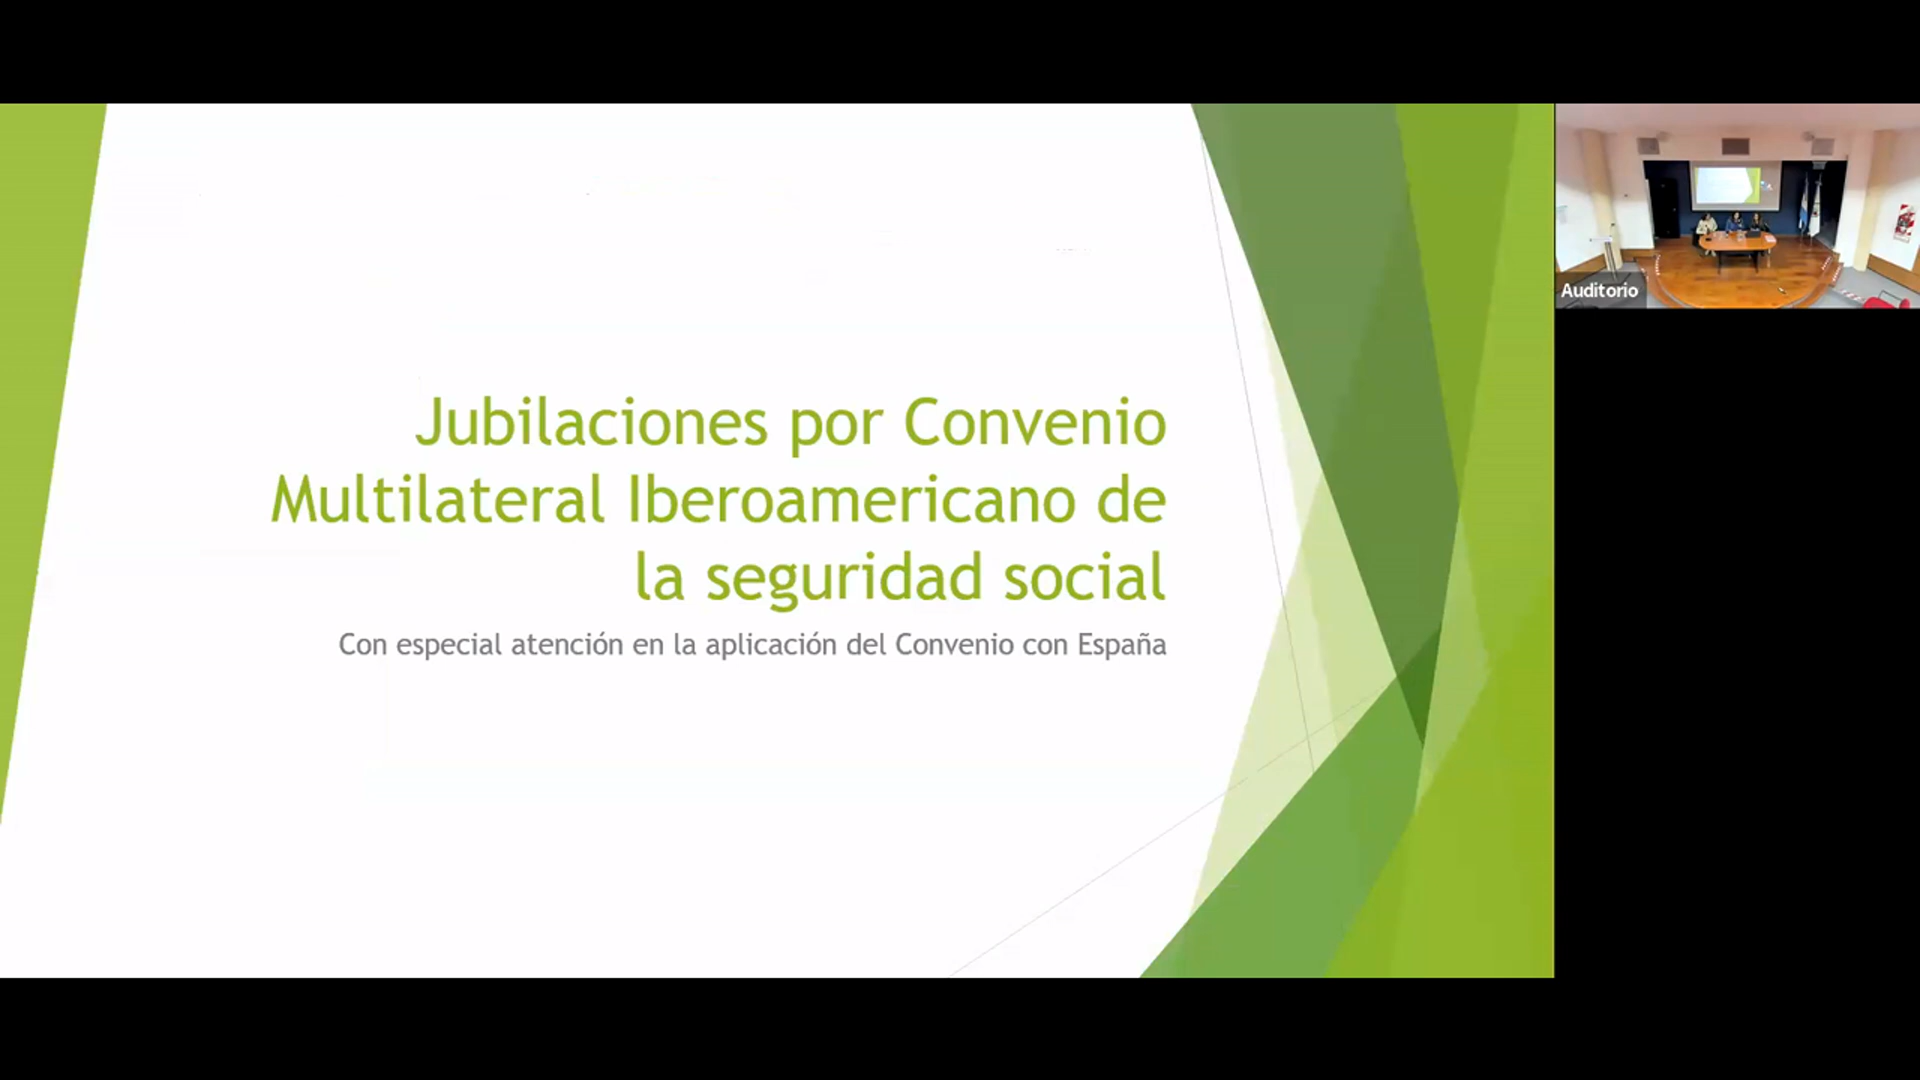 Jubilaciones por Convenio
Multilateral Iberoamericano de
la seguridad social
Con especial atención en la aplicación del Convenio con España
Auditorio